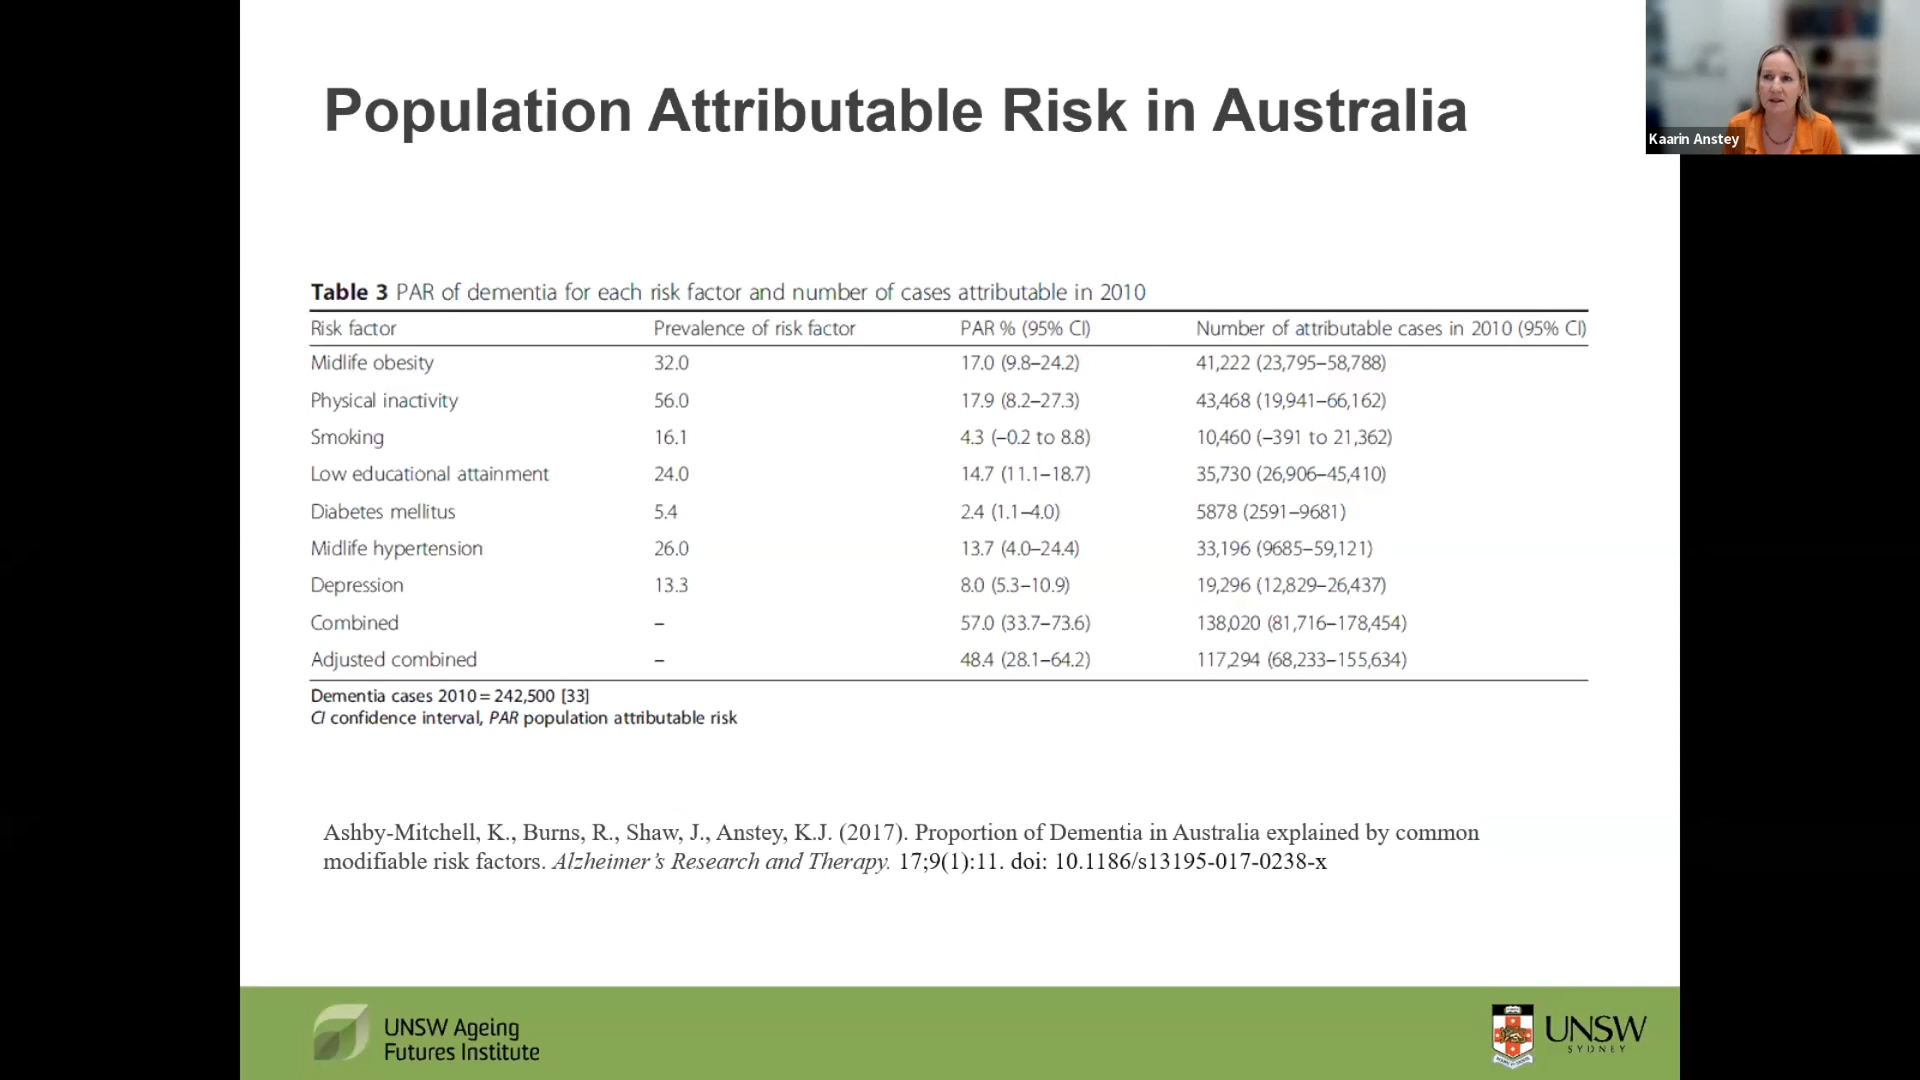 Population Attributable Risk in Australia
Kaarin Anstey
Table 3 PAR of dementia for each risk factor and number of cases attributable in 2010
Risk factor Prevalence of risk factor PAR % (95% CI) Number of attributable cases in 2010 (95% CI)
Midlife obesity 32.0 17.0 (9.8–24.2) 41,222 (23,795–58,788)
Physical inactivity 56.0 17.9 (8.2–27.3) 43,468 (19,941–66,162)
Smoking 16.1 4.3 (–0.2 to 8.8) 10,460 (–391 to 21,362)
Low educational attainment 24.0 14.7 (11.1–18.7) 35,730 (26,906–45,410)
Diabetes mellitus 5.4 2.4 (1.1–4.0) 5878 (2591–9681)
Midlife hypertension 26.0 13.7 (4.0–24.4) 33,196 (9685–59,121)
Depression 13.3 8.0 (5.3–10.9) 19,296 (12,829–26,437)
Combined – 57.0 (33.7–73.6) 138,020 (81,716–178,454)
Adjusted combined – 48.4 (28.1–64.2) 117,294 (68,233–155,634)
Dementia cases 2010 = 242,500 [33]
CI confidence interval, PAR population attributable risk
Ashby-Mitchell, K., Burns, R., Shaw, J., Anstey, K.J. (2017). Proportion of Dementia in Australia explained by common
modifiable risk factors. Alzheimer’s Research and Therapy. 17;9(1):11. doi: 10.1186/s13195-017-0238-x
UNSW Ageing
Futures Institute
UNSW
SYDNEY